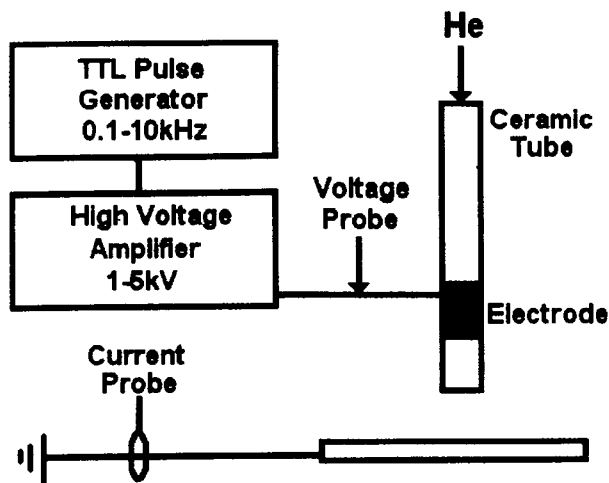 He
TTL Pulse
Generator
0.1-10kHz
Ceramic
Tube
Voltage
Probe
High Voltage
Amplifier
1-5kV
Electrode
Current
Probe